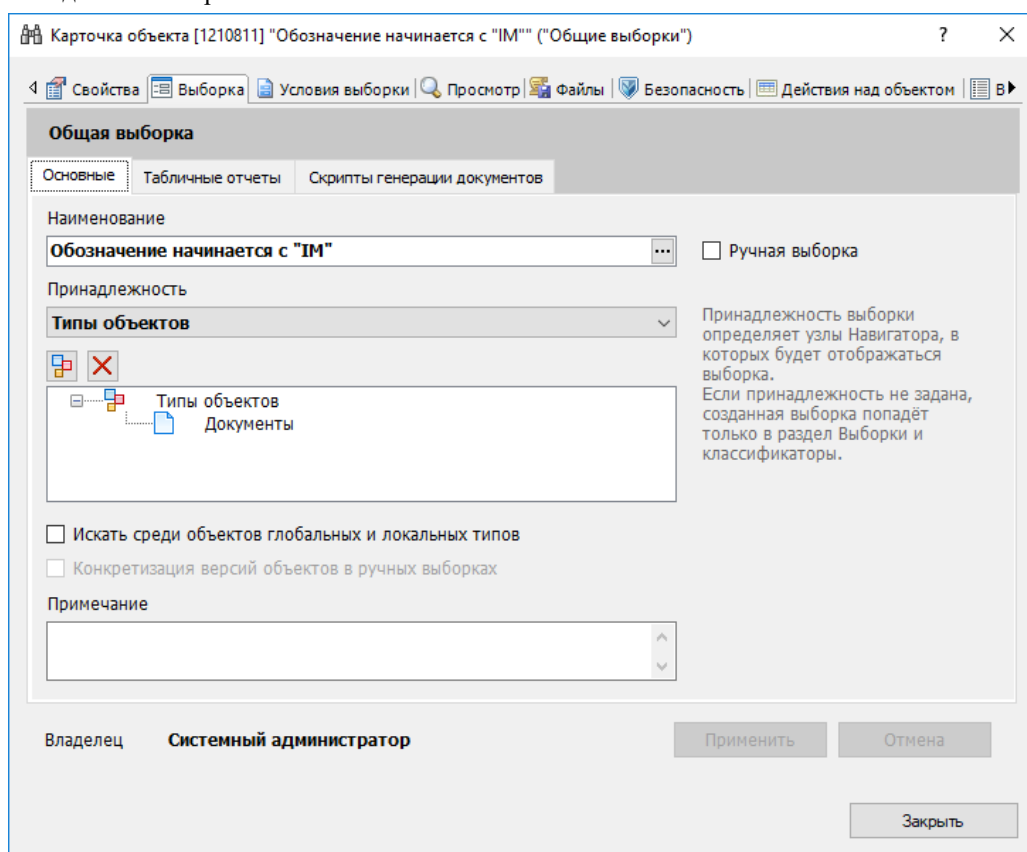 Карточка объекта [1210811] "Обозначение начинается с "IM"" ("Общие выборки")
?
Свойства Выборка Условия выборки Просмотр Файлы Безопасность Действия над объектом В
Общая выборка
Основные Табличные отчеты Скрипты генерации документов
Наименование
Обозначение начинается с "IM" ...
Ручная выборка
Принадлежность
Типы объектов
Принадлежность выборки
определяет узлы Навигатора, в
которых будет отображаться
выборка.
Если принадлежность не задана,
созданная выборка попадёт
только в раздел Выборки и
классификаторы.
Типы объектов
Документы
Искать среди объектов глобальных и локальных типов
Конкретизация версий объектов в ручных выборках
Примечание
Владелец Системный администратор
Применить Отмена
Закрыть